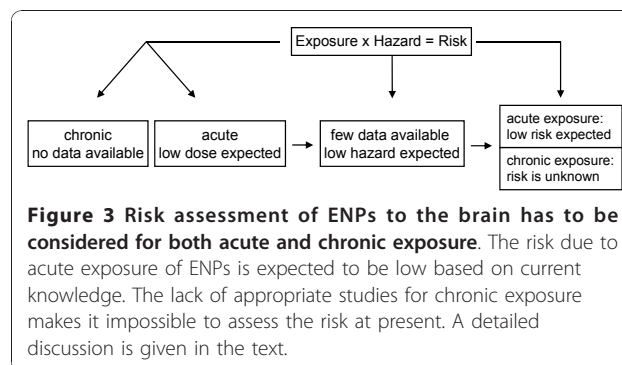 Exposure x Hazard = Risk
chronic
no data available
acute
low dose expected
few data available
low hazard expected
acute exposure:
low risk expected
chronic exposure:
risk is unknown
Figure 3 Risk assessment of ENPs to the brain has to be
considered for both acute and chronic exposure. The risk due to
acute exposure of ENPs is expected to be low based on current
knowledge. The lack of appropriate studies for chronic exposure
makes it impossible to assess the risk at present. A detailed
discussion is given in the text.